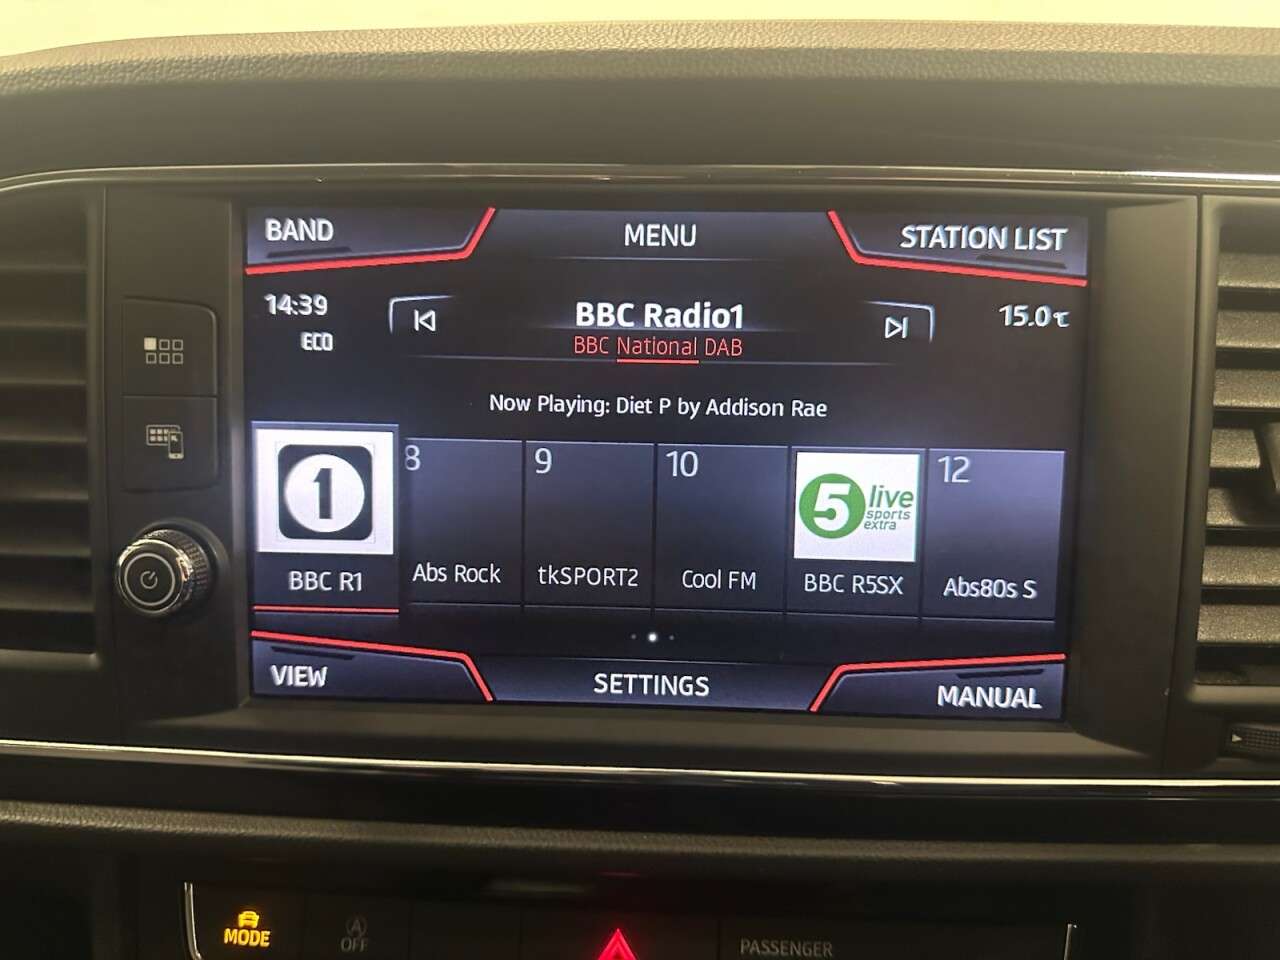 BAND
MENU
STATION LIST
14:39
BBC Radio1
15.0℃
ECO
BBC National DAB
Now Playing: Diet P by Addison Rae
1
8
9
10
5 live
sports
extra
12
BBC R1
Abs Rock
tkSPORT2
Cool FM
BBC R5SX
Abs80s S
VIEW
SETTINGS
MANUAL
MODE
A
OFF
PASSENGER